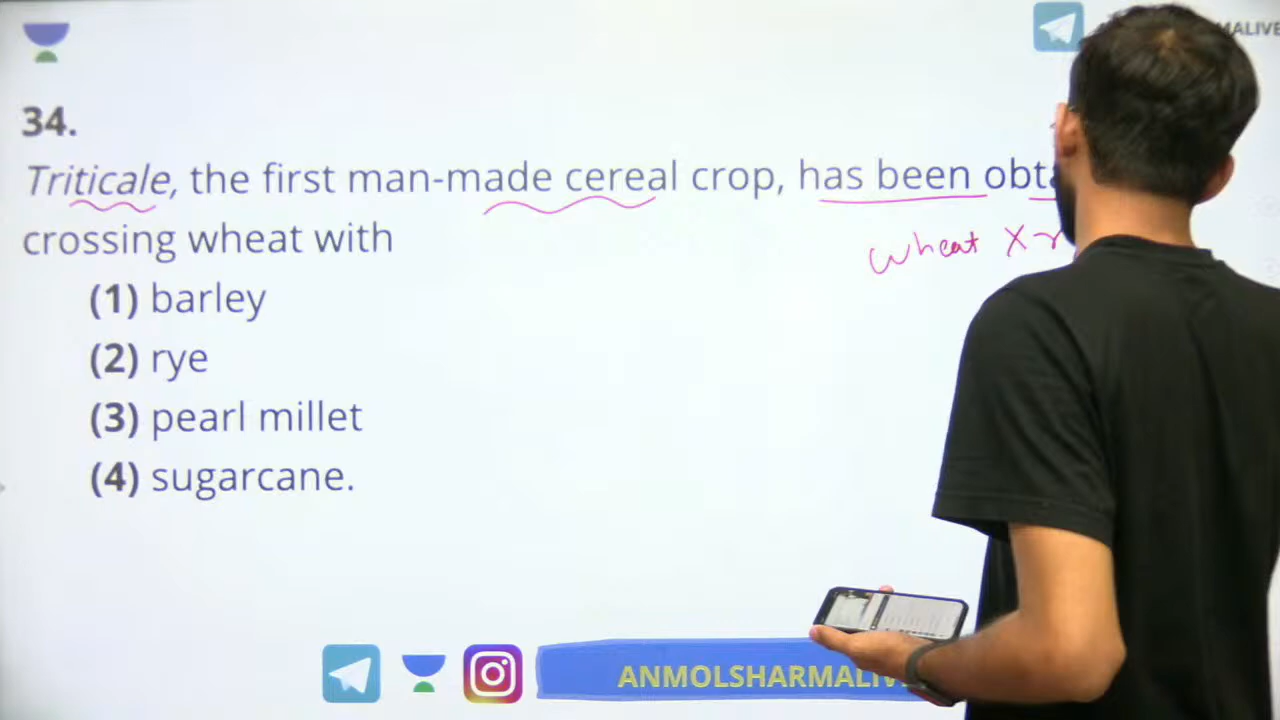 34.
Triticale, the first man-made cereal crop, has been
crossing wheat with
wheat X
(1) barley
(2) rye
(3) pearl millet
(4) sugarcane.
ANMOLSHARMALIV